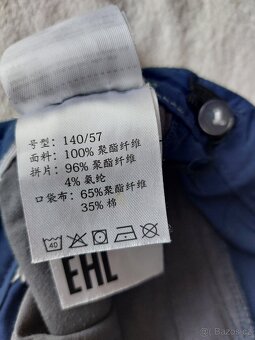 号型：140/57
面料：100% 聚酯纤维
拼片：96% 聚酯纤维
4% 氨纶
口袋布：65% 聚酯纤维
35% 棉
40
EAC